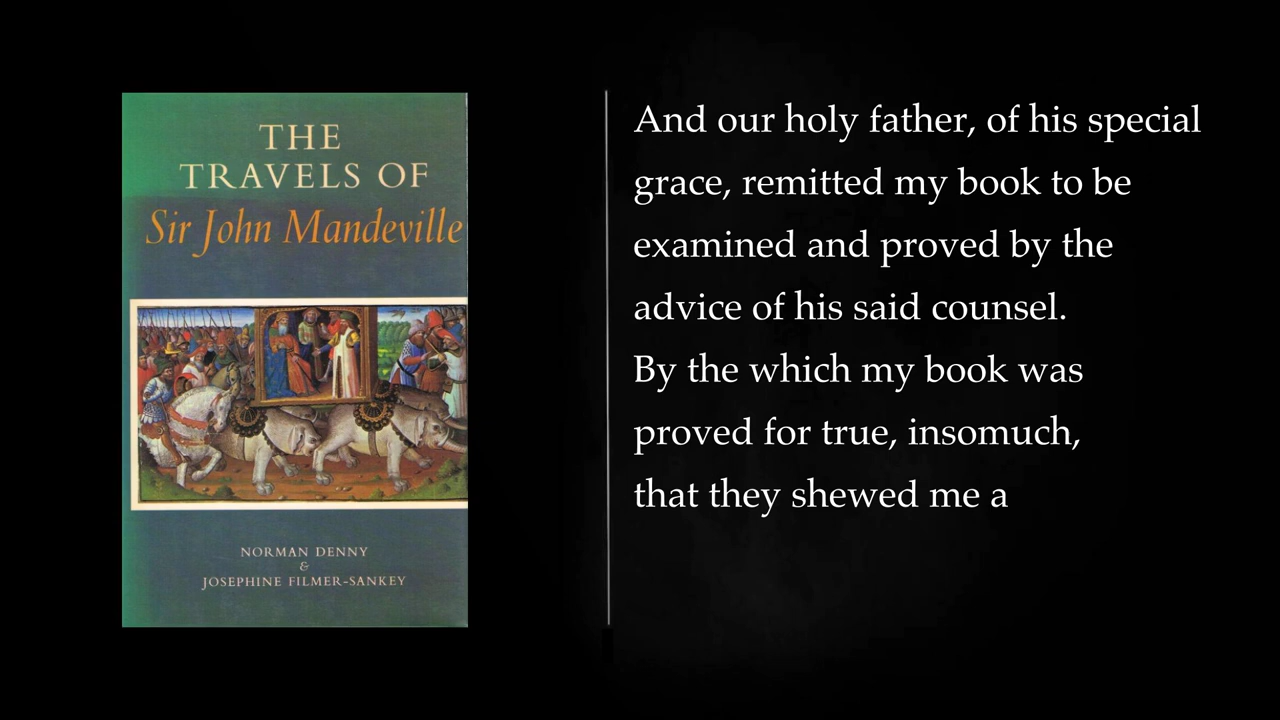 THE
TRAVELS OF
Sir John Mandeville
NORMAN DENNY
&
JOSEPHINE FILMER-SANKEY
And our holy father, of his special
grace, remitted my book to be
examined and proved by the
advice of his said counsel.
By the which my book was
proved for true, insomuch,
that they shewed me a